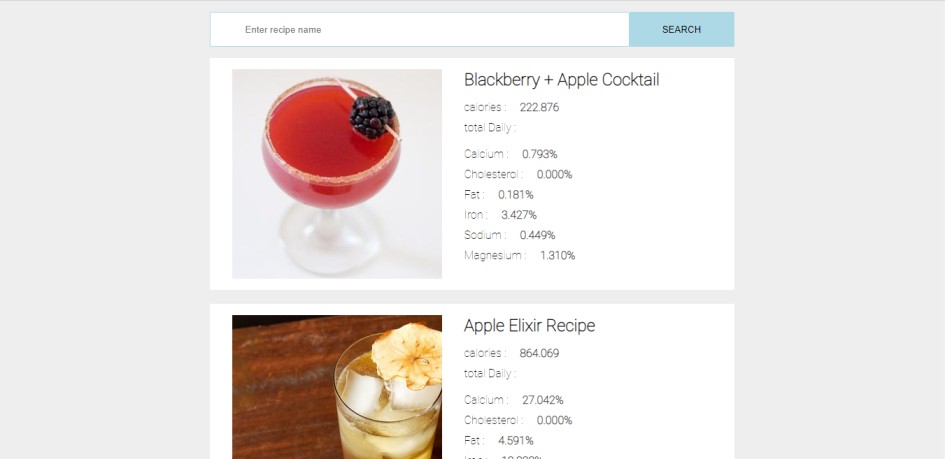 Enter recipe name
SEARCH
Blackberry + Apple Cocktail
calories : 222.876
total Daily :
Calcium : 0.793%
Cholesterol : 0.000%
Fat : 0.181%
Iron : 3.427%
Sodium : 0.449%
Magnesium : 1.310%
Apple Elixir Recipe
calories : 864.069
total Daily :
Calcium : 27.042%
Cholesterol : 0.000%
Fat : 4.591%